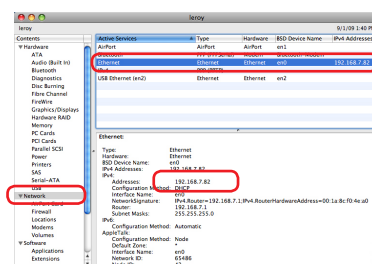 leroy
leroy
9/1/09 1:40 PM
Contents
Active Services Type Hardware BSD Device Name IPv4 Addresses
▼ Hardware
ATA
Audio (Built In)
Bluetooth
Diagnostics
Disc Burning
Fibre Channel
FireWire
Graphics/Displays
Hardware RAID
Memory
PC Cards
PCI Cards
Parallel SCSI
Power
Printers
SAS
Serial-ATA
USB
▼ Network
AirPort Card
Firewall
Locations
Modems
Volumes
▼ Software
Applications
Extensions
AirPort AirPort AirPort en1
Ethernet Ethernet Ethernet en0 192.168.7.82
USB Ethernet (en2) Ethernet Ethernet en2
Ethernet:
Type: Ethernet
Hardware: Ethernet
BSD Device Name: en0
IPv4 Addresses: 192.168.7.82
IPv4:
Addresses: 192.168.7.82
Configuration Method: DHCP
Interface Name: en0
NetworkSignature: IPv4.Router=192.168.7.1;IPv4.RouterHardwareAddress=00:1a:8c:f0:4e:a0
Router: 192.168.7.1
Subnet Masks: 255.255.255.0
IPv6:
Configuration Method: Automatic
AppleTalk:
Configuration Method: Node
Default Zone: *
Interface Name: en0
Network ID: 65486